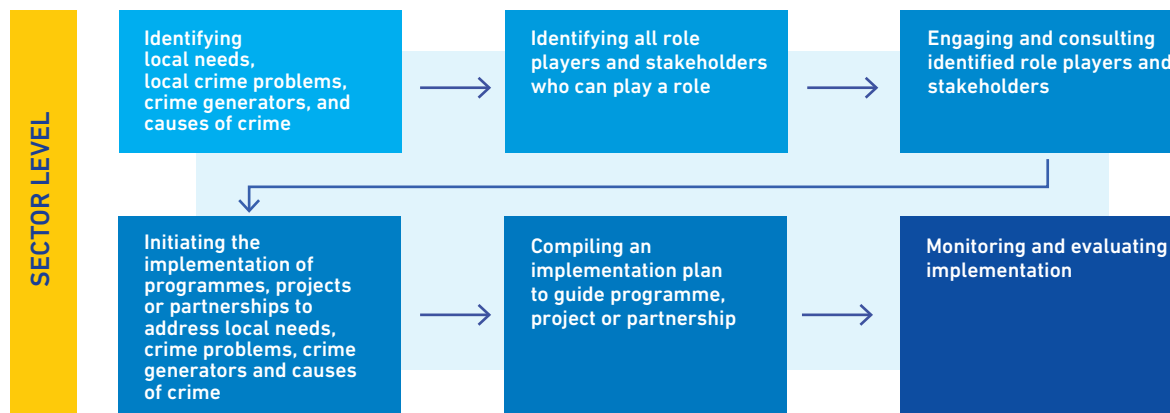 SECTOR LEVEL
Identifying
local needs,
local crime problems,
crime generators, and
causes of crime
Identifying all role
players and stakeholders
who can play a role
Engaging and consulting
identified role players and
stakeholders
Initiating the
implementation of
programmes, projects
or partnerships to
address local needs,
crime problems, crime
generators and causes
of crime
Compiling an
implementation plan
to guide programme,
project or partnership
Monitoring and evaluating
implementation